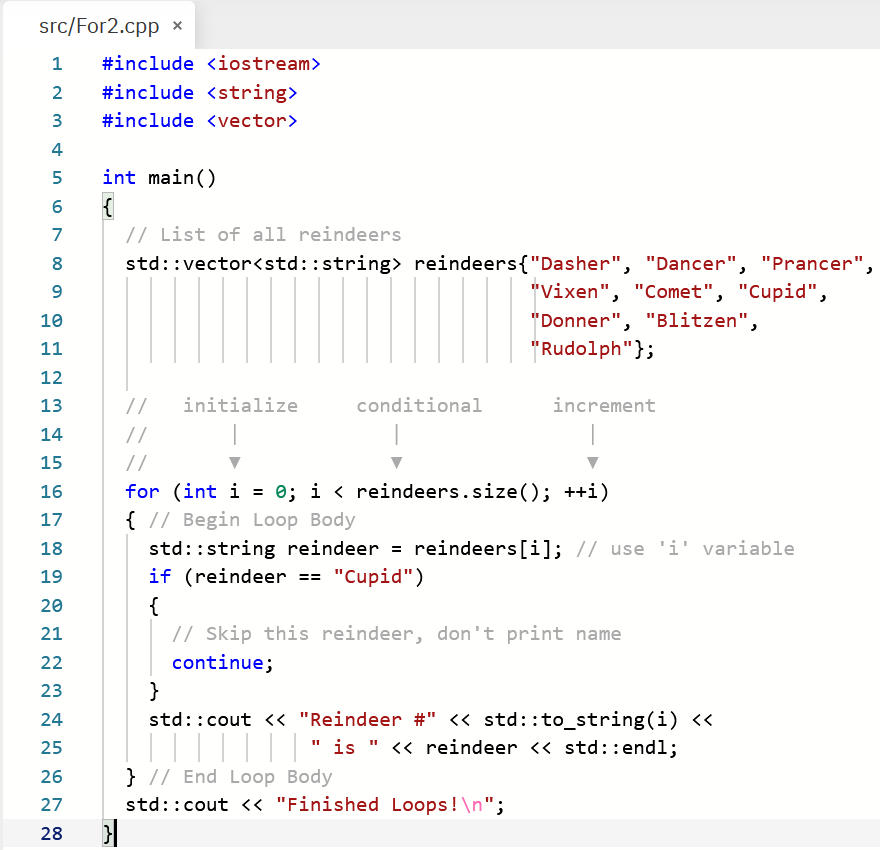 src/For2.cpp ×
1 #include <iostream>
2 #include <string>
3 #include <vector>
4
5 int main()
6 {
7   // List of all reindeers
8   std::vector<std::string> reindeers{"Dasher", "Dancer", "Prancer",
9                                      "Vixen", "Comet", "Cupid",
10                                     "Donner", "Blitzen",
11                                     "Rudolph"};
12
13  //   initialize     conditional      increment
14  //       |             |                |
15  //       ▼             ▼                ▼
16  for (int i = 0; i < reindeers.size(); ++i)
17  { // Begin Loop Body
18    std::string reindeer = reindeers[i]; // use 'i' variable
19    if (reindeer == "Cupid")
20    {
21      // Skip this reindeer, don't print name
22      continue;
23    }
24    std::cout << "Reindeer #" << std::to_string(i) <<
25                  " is " << reindeer << std::endl;
26  } // End Loop Body
27  std::cout << "Finished Loops!\n";
28 }